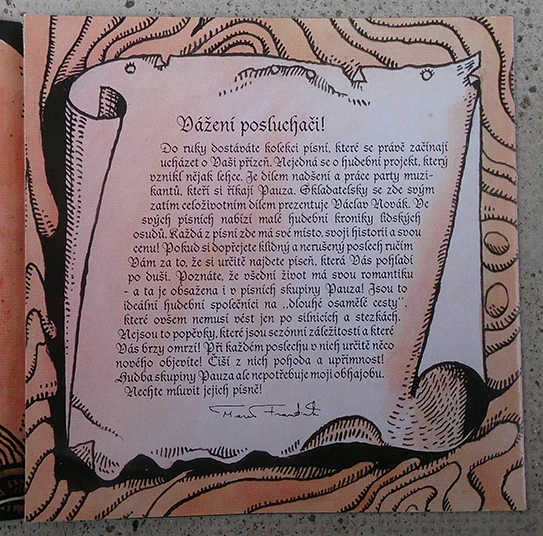 Vážení posluchači!
Do ruky dostáváte kolekci písní, které se právě začínají
ucházet o Vaši přízeň. Nejedná se o hudební projekt, který
vznikl nějak lehce. Je dílem nadšení a práce party muzi-
kantů, kteří si říkají Pauza. Skladatelsky se zde svým
zatím celoživotním dílem prezentuje Václav Novák. Ve
svých písních nabízí malé hudební kroniky lidských
osudů. Každá z písní zde má své místo, svoji historii a svou
cenu! Pokud si dopřejete klidný a nerušený poslech ručím
Vám za to, že si určitě najdete píseň, která Vás pohladí
po duši. Poznáte, že všední život má svou romantiku
- a ta je obsažena i v písních skupiny Pauza! Jsou to
ideální hudební společníci na „dlouhé osamělé cesty",
které ovšem nemusí vést jen po silnicích a stezkách.
Nejsou to popěvky, které jsou sezónní záležitostí a které
Vás brzy omrzí! Při každém poslechu v nich určitě něco
nového objevíte! Čiší z nich pohoda a upřímnost!
Hudba skupiny Pauza ale nepotřebuje moji obhajobu.
Nechte mluvit jejich písně!